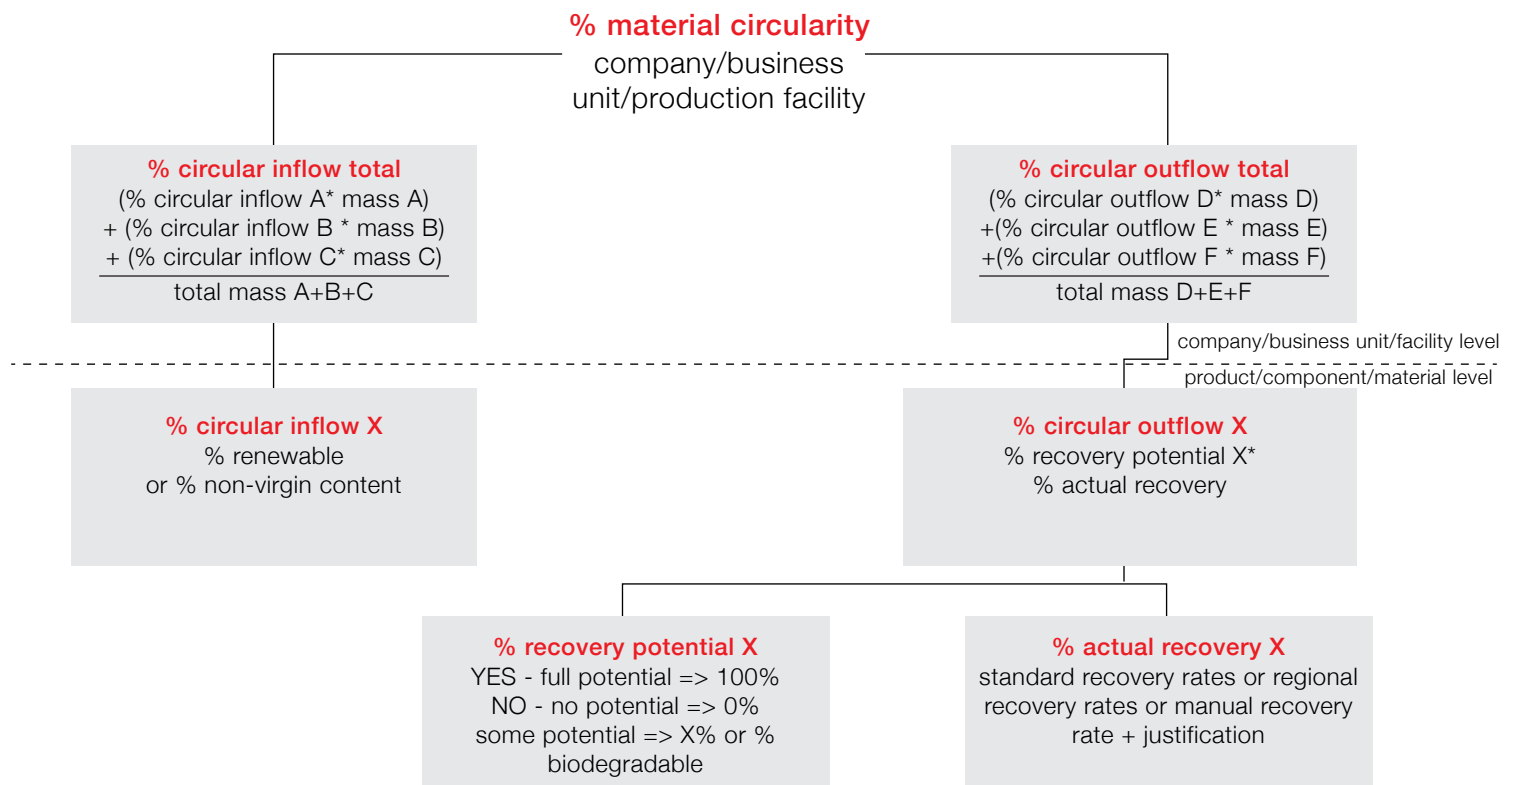 % material circularity
company/business
unit/production facility
% circular inflow total
(% circular inflow A* mass A)
+ (% circular inflow B * mass B)
+ (% circular inflow C* mass C)
total mass A+B+C
% circular outflow total
(% circular outflow D* mass D)
+(% circular outflow E * mass E)
+(% circular outflow F * mass F)
total mass D+E+F
company/business unit/facility level
product/component/material level
% circular inflow X
% renewable
or % non-virgin content
% circular outflow X
% recovery potential X*
% actual recovery
% recovery potential X
YES - full potential => 100%
NO - no potential => 0%
some potential => X% or %
biodegradable
% actual recovery X
standard recovery rates or regional
recovery rates or manual recovery
rate + justification